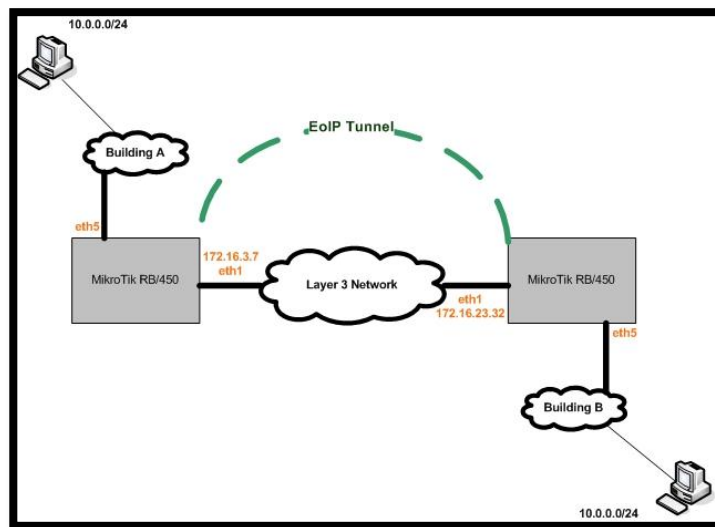 10.0.0.0/24
EoIP Tunnel
Building A
eth5
172.16.3.7
eth1
MikroTik RB/450
Layer 3 Network
MikroTik RB/450
eth1
172.16.23.32
eth5
Building B
10.0.0.0/24